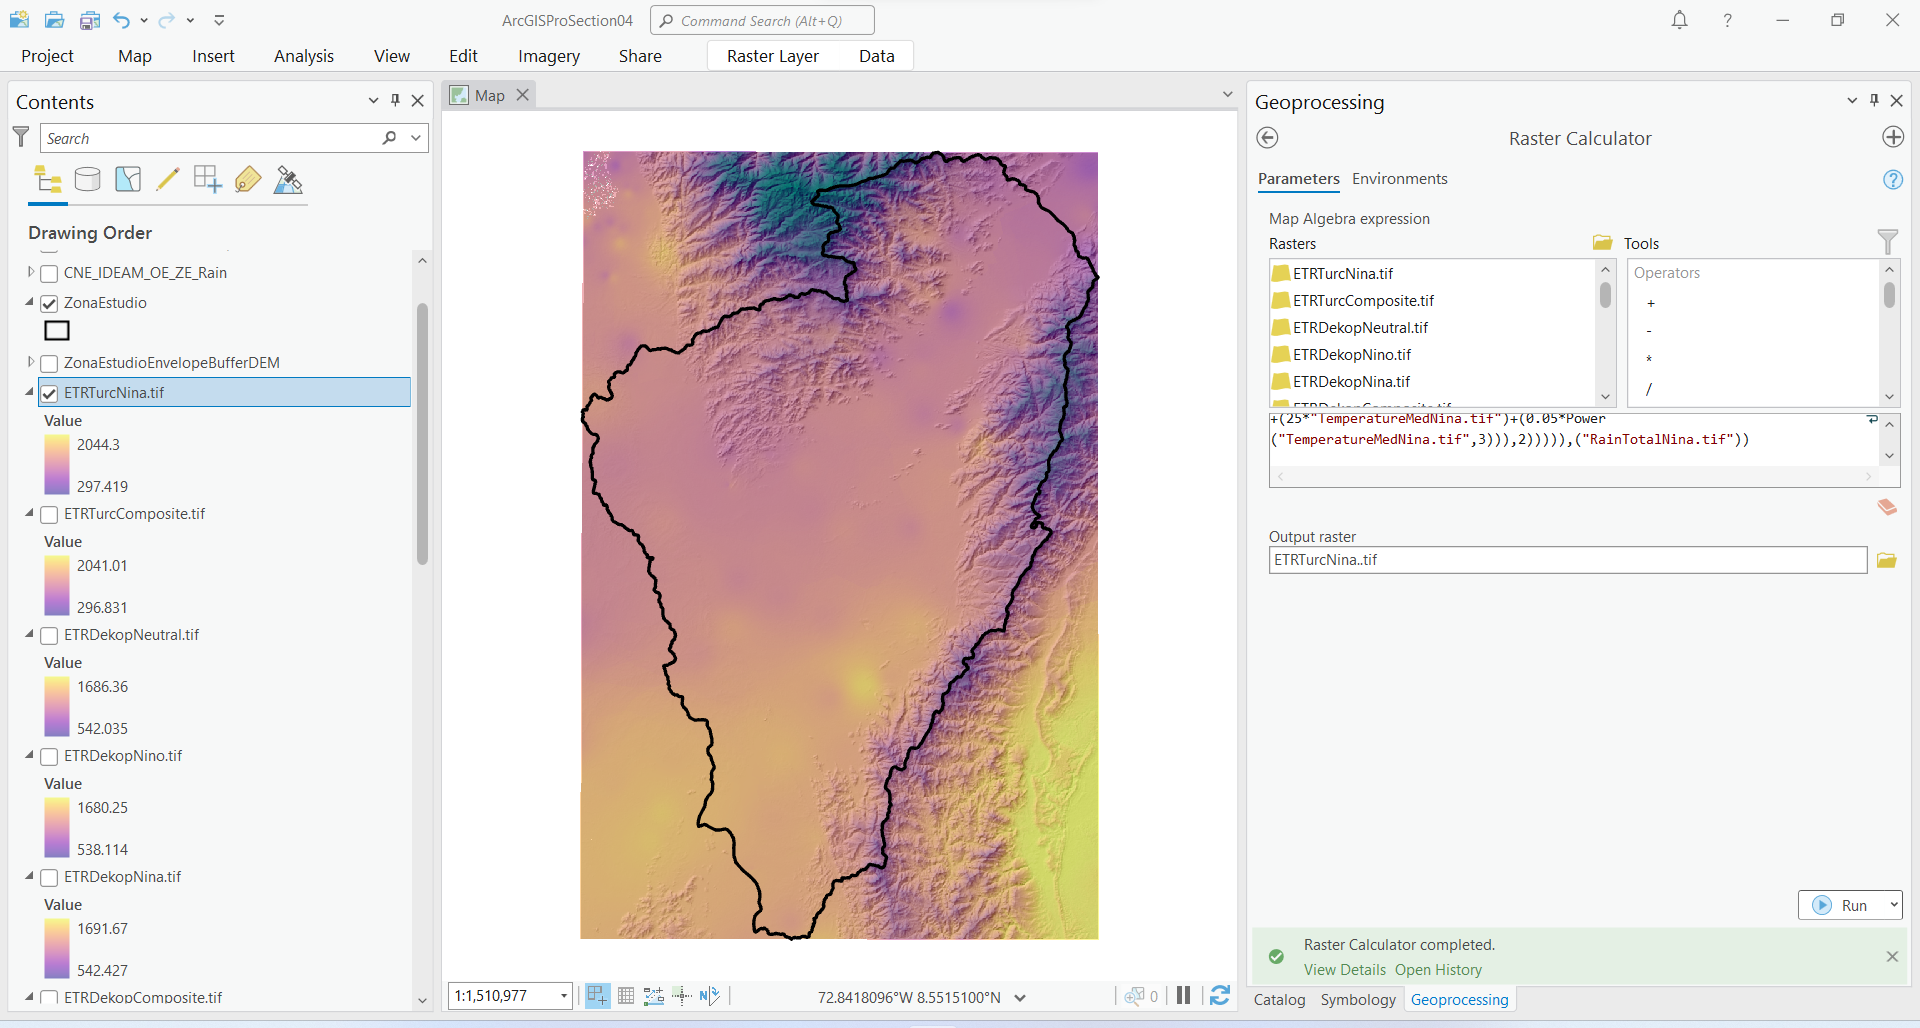 ArcGISProSection04
Command Search (Alt+Q)
?
Project
Map
Insert
Analysis
View
Edit
Imagery
Share
Raster Layer
Data
Contents
Search
Drawing Order
CNE_IDEAM_OE_ZE_Rain
ZonaEstudio
ZonaEstudioEnvelopeBufferDEM
ETRTurcNina.tif
Value
2044.3
297.419
ETRTurcComposite.tif
Value
2041.01
296.831
ETRDekopNeutral.tif
Value
1686.36
542.035
ETRDekopNino.tif
Value
1680.25
538.114
ETRDekopNina.tif
Value
1691.67
542.427
ETRDekopComposite.tif
Map
1:1,510,977
72.8418096°W 8.5515100°N
0
Geoprocessing
Raster Calculator
Parameters
Environments
?
Map Algebra expression
Rasters
Tools
ETRTurcNina.tif
ETRTurcComposite.tif
ETRDekopNeutral.tif
ETRDekopNino.tif
ETRDekopNina.tif
ETRDekopComposite.tif
Operators
+
-
*
/
+(25*"TemperatureMedNina.tif")+(0.05*Power
("TemperatureMedNina.tif",3))),2))))),("RainTotalNina.tif"))
Output raster
ETRTurcNina..tif
Run
Raster Calculator completed.
View Details Open History
Catalog
Symbology
Geoprocessing